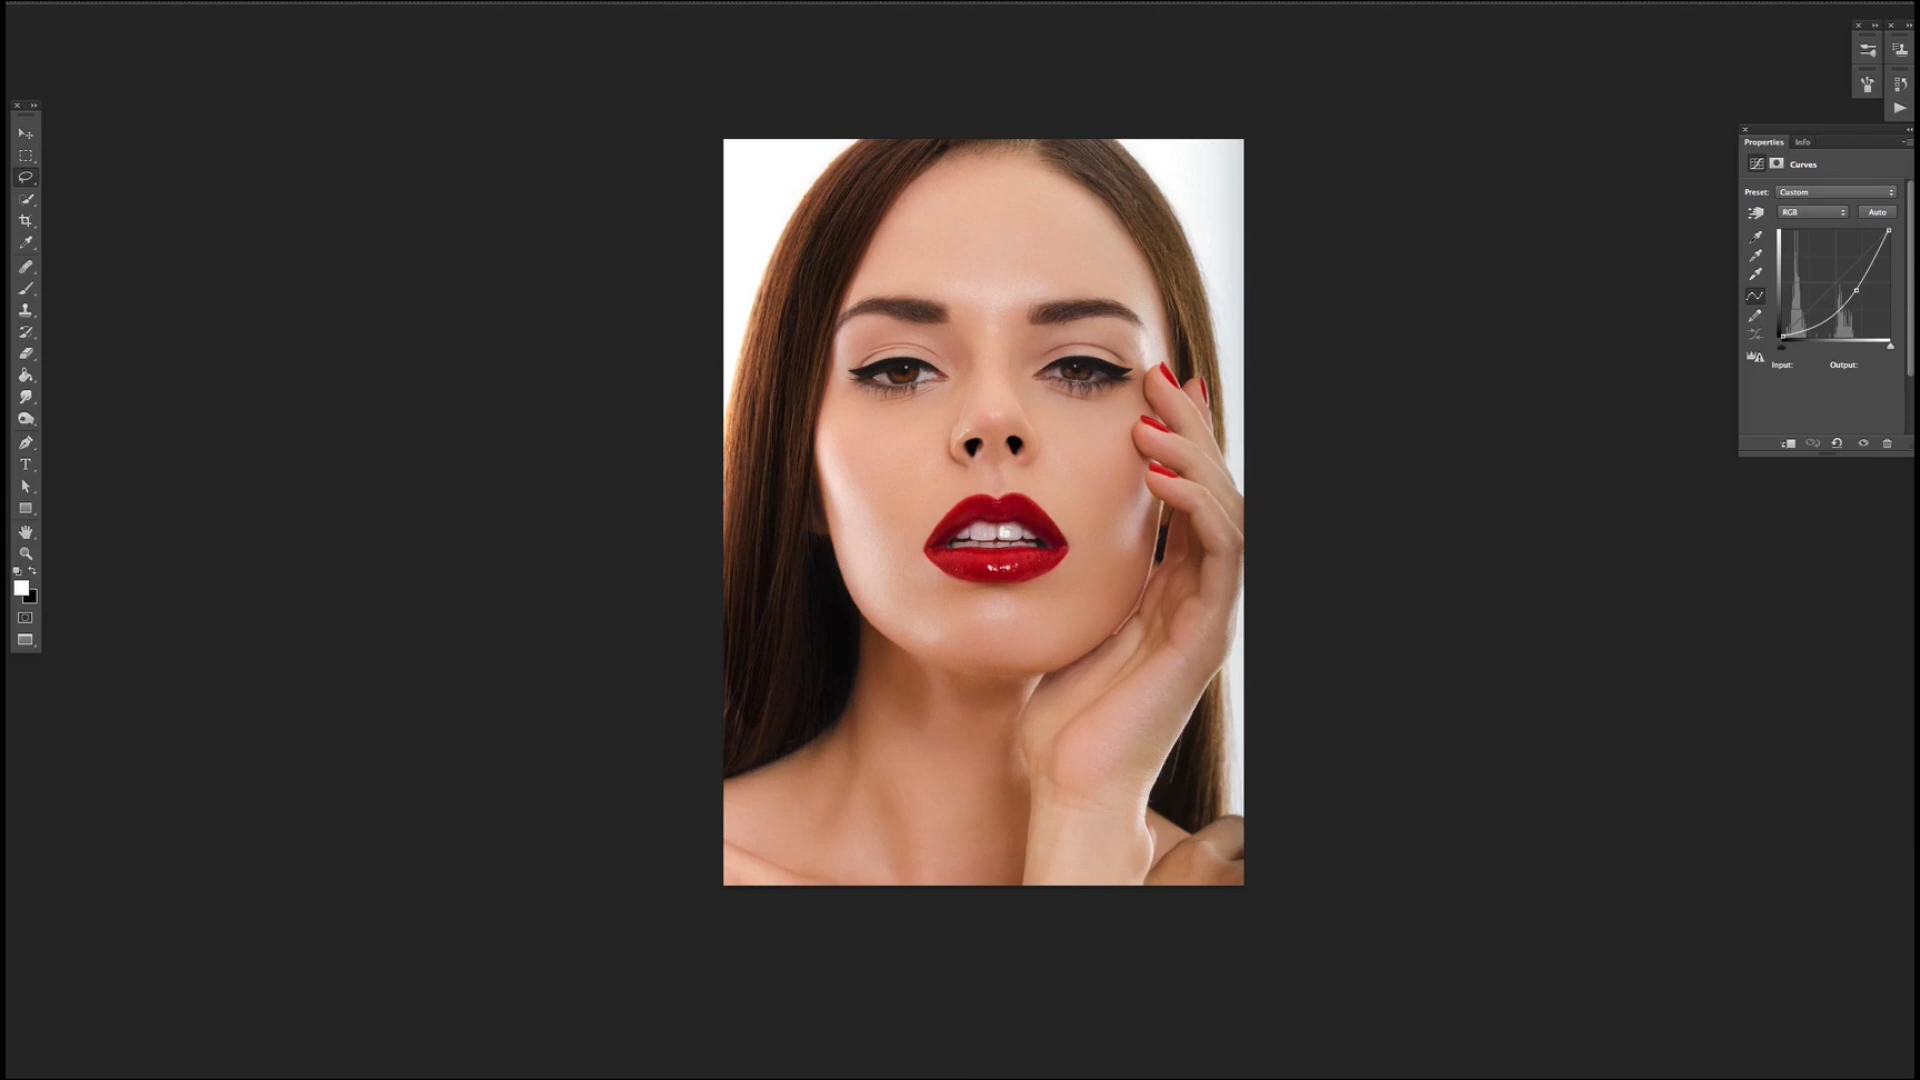 Properties Info
Curves
Preset: Custom
RGB Auto
Input: Output: